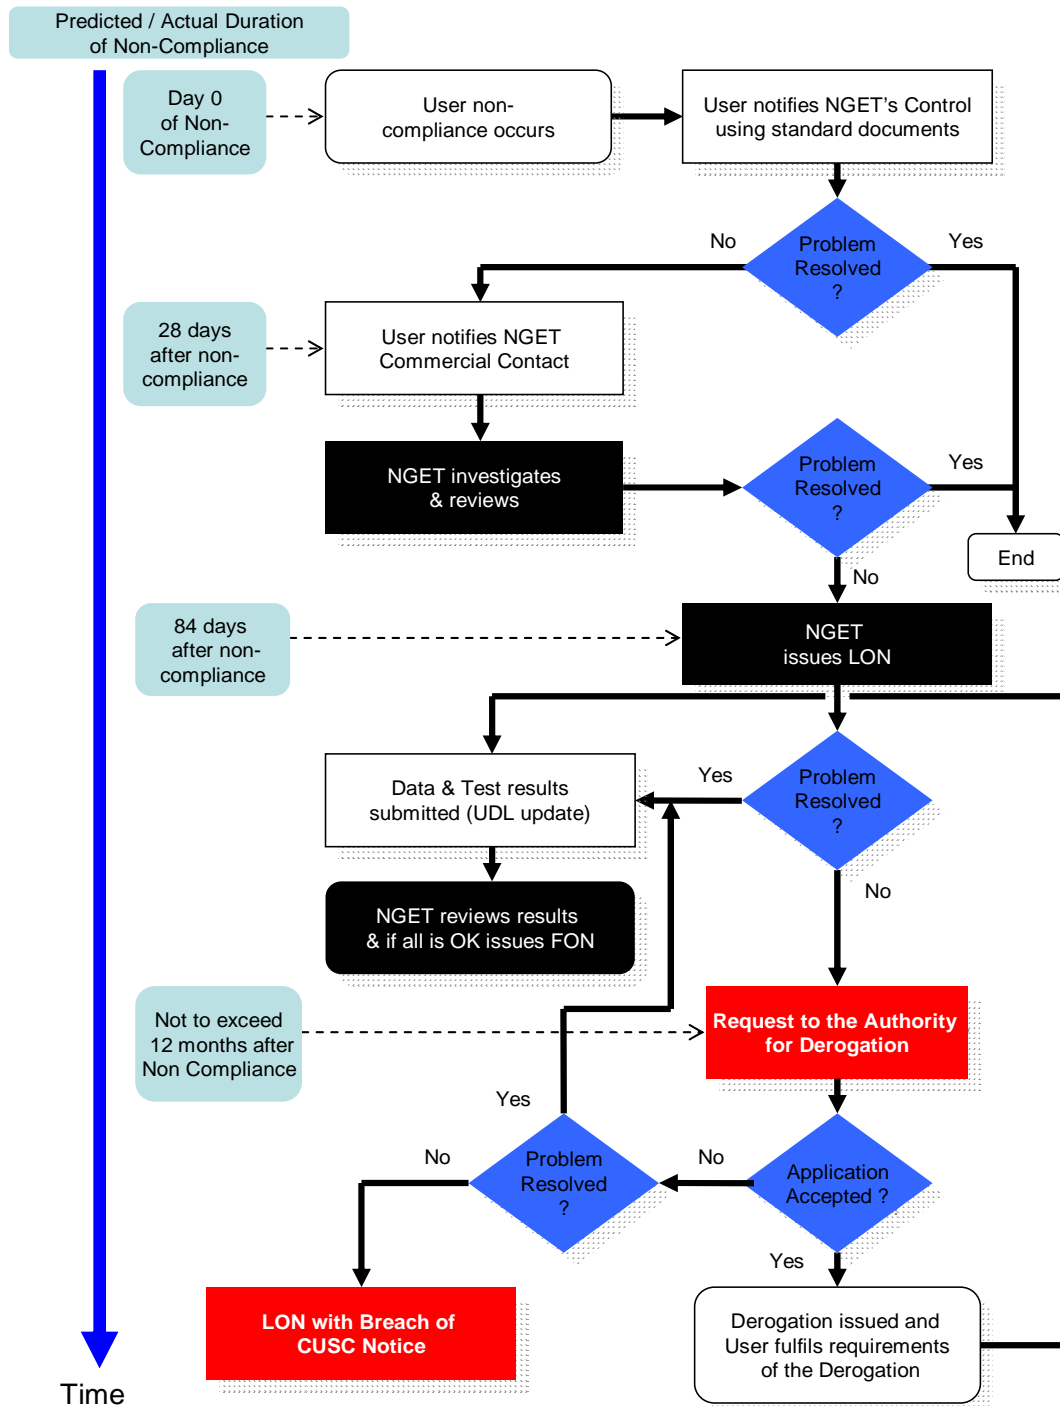 Predicted / Actual Duration
of Non-Compliance
Day 0
of Non-
Compliance
User non-
compliance occurs
User notifies NGET's Control
using standard documents
No
Problem
Resolved
?
Yes
28 days
after non-
compliance
User notifies NGET
Commercial Contact
NGET investigates
& reviews
Problem
Resolved
?
Yes
End
No
84 days
after non-
compliance
NGET
issues LON
Data & Test results
submitted (UDL update)
Yes
Problem
Resolved
?
No
NGET reviews results
& if all is OK issues FON
Not to exceed
12 months after
Non Compliance
Request to the Authority
for Derogation
Yes
No
Problem
Resolved
?
No
Application
Accepted ?
Yes
LON with Breach of
CUSC Notice
Derogation issued and
User fulfils requirements
of the Derogation
Time